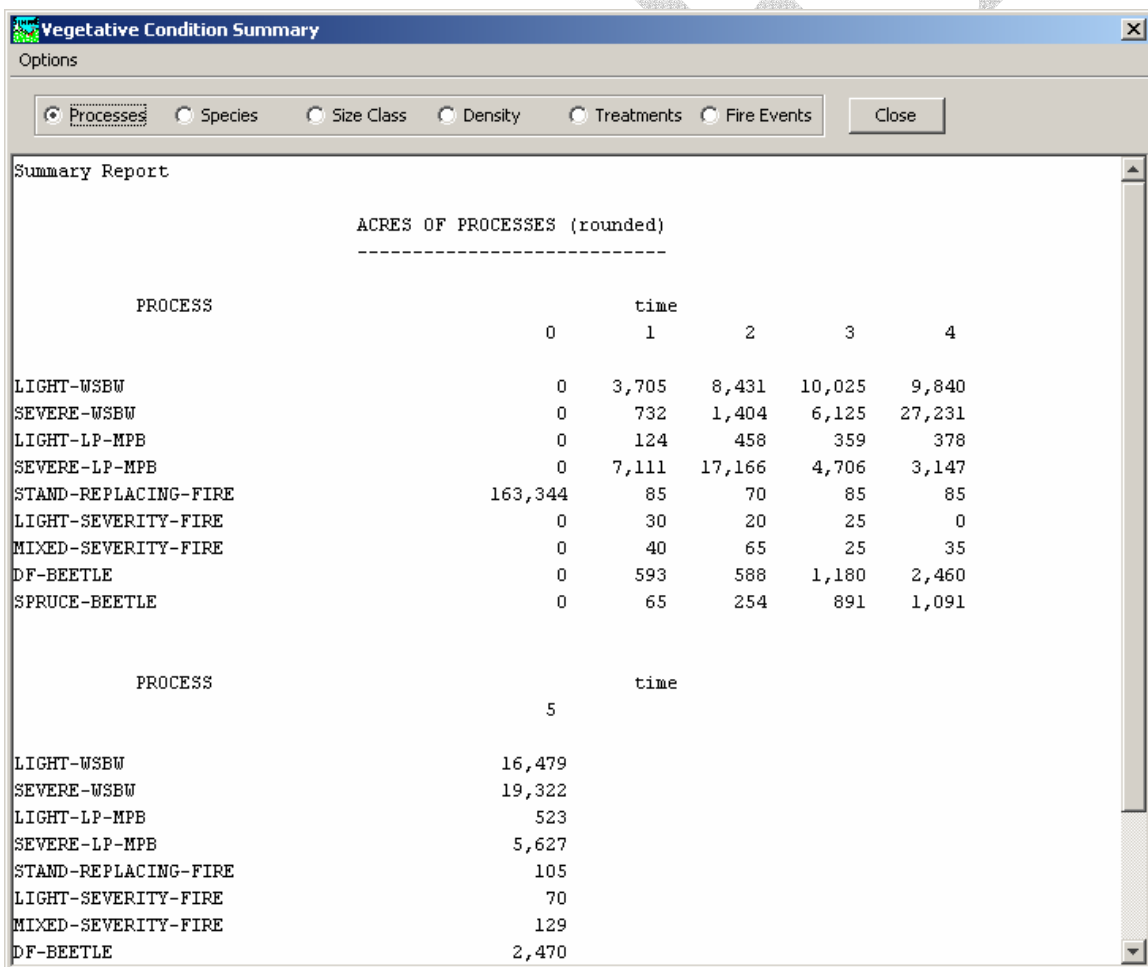 Vegetative Condition Summary
Options
Processes Species Size Class Density Treatments Fire Events Close
Summary Report
ACRES OF PROCESSES (rounded)
----------------------------
PROCESS time
0 1 2 3 4
LIGHT-WSBW 0 3,705 8,431 10,025 9,840
SEVERE-WSBW 0 732 1,404 6,125 27,231
LIGHT-LP-MPB 0 124 458 359 378
SEVERE-LP-MPB 0 7,111 17,166 4,706 3,147
STAND-REPLACING-FIRE 163,344 85 70 85 85
LIGHT-SEVERITY-FIRE 0 30 20 25 0
MIXED-SEVERITY-FIRE 0 40 65 25 35
DF-BEETLE 0 593 588 1,180 2,460
SPRUCE-BEETLE 0 65 254 891 1,091
PROCESS time
5
LIGHT-WSBW 16,479
SEVERE-WSBW 19,322
LIGHT-LP-MPB 523
SEVERE-LP-MPB 5,627
STAND-REPLACING-FIRE 105
LIGHT-SEVERITY-FIRE 70
MIXED-SEVERITY-FIRE 129
DF-BEETLE 2,470